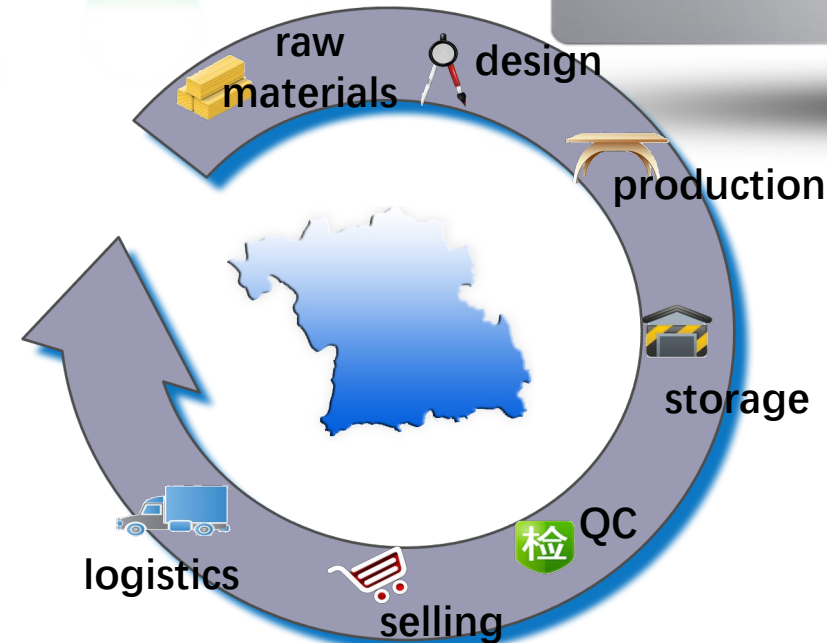 raw
materials
design
production
storage
QC
检
selling
logistics